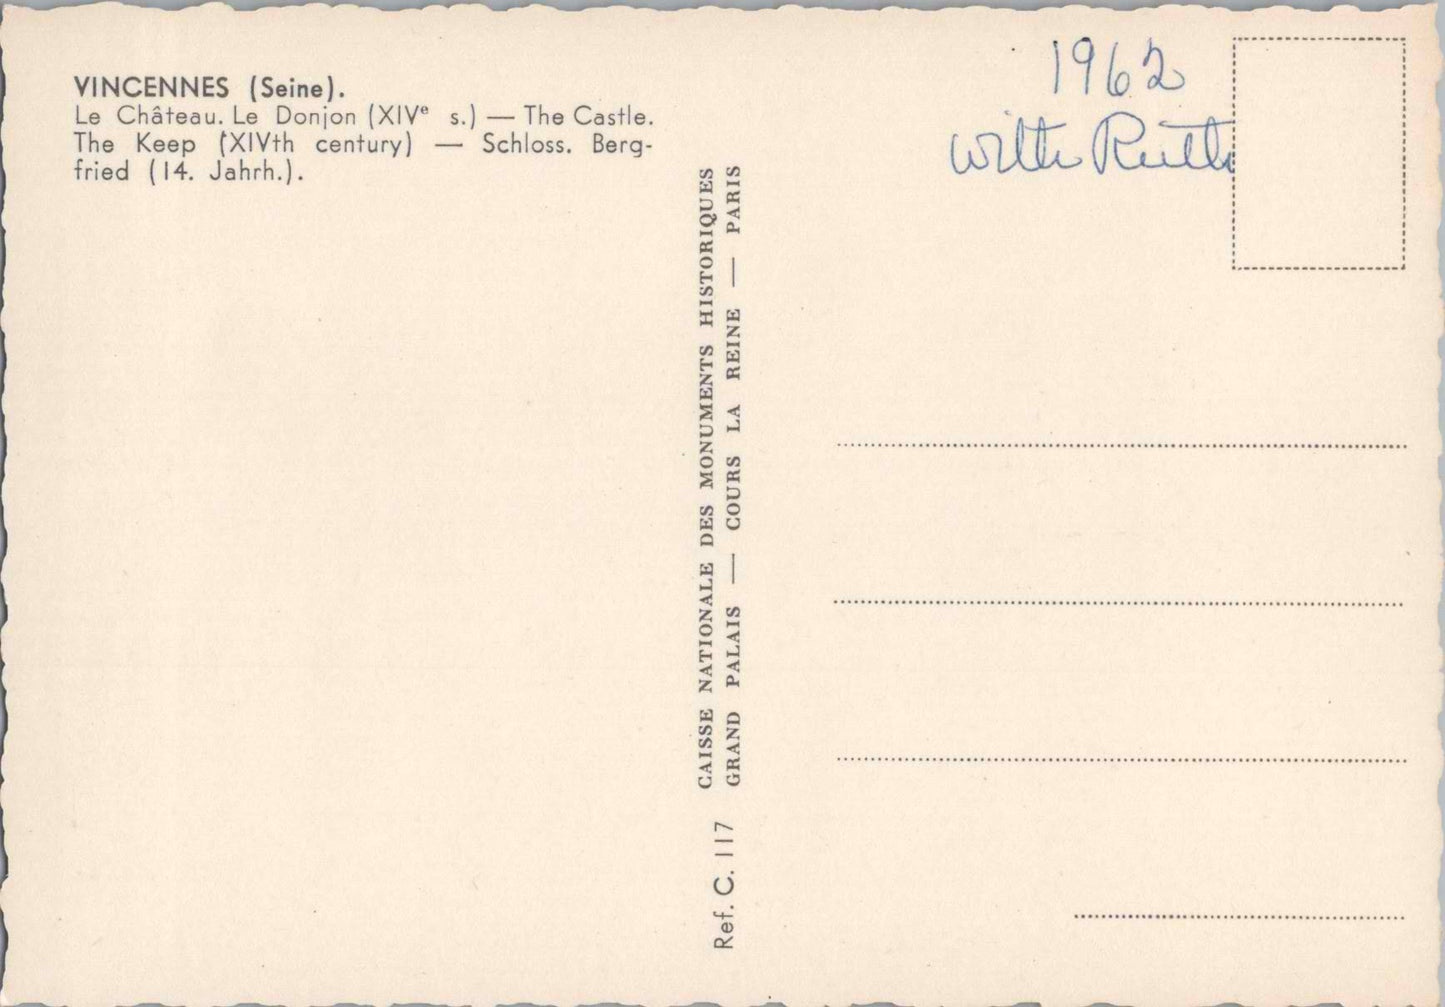 VINCENNES (Seine).
Le Château. Le Donjon (XIVe s.) — The Castle.
The Keep (XIVth century) — Schloss. Berg-
fried (14. Jahrh.).
CAISSE NATIONALE DES MONUMENTS HISTORIQUES
GRAND PALAIS — COURS LA REINE — PARIS
Ref. C. 117
1962
with Ruth